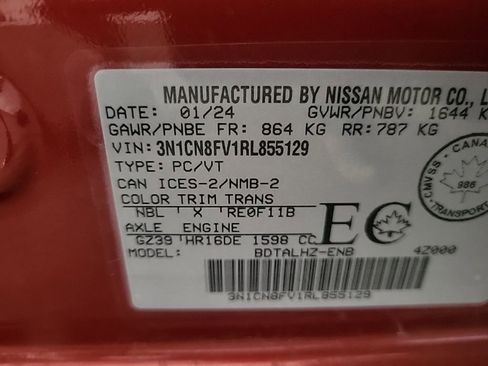 MANUFACTURED BY NISSAN MOTOR CO., L
DATE: 01/24 GVWR/PNBV: 1644 K
GAWR/PNBE FR: 864 KG RR: 787 KG
VIN: 3N1CN8FV1RL855129
TYPE: PC/VT
CAN ICES-2/NMB-2
COLOR TRIM TRANS
NBL X RE0F11B
AXLE ENGINE
GZ39 HR16DE 1598 CC
EC
MODEL: BDTALHZ-ENB 4Z000
3N1CN8FV1RL855129
CMVSS - CANA
986
TRANSPORT